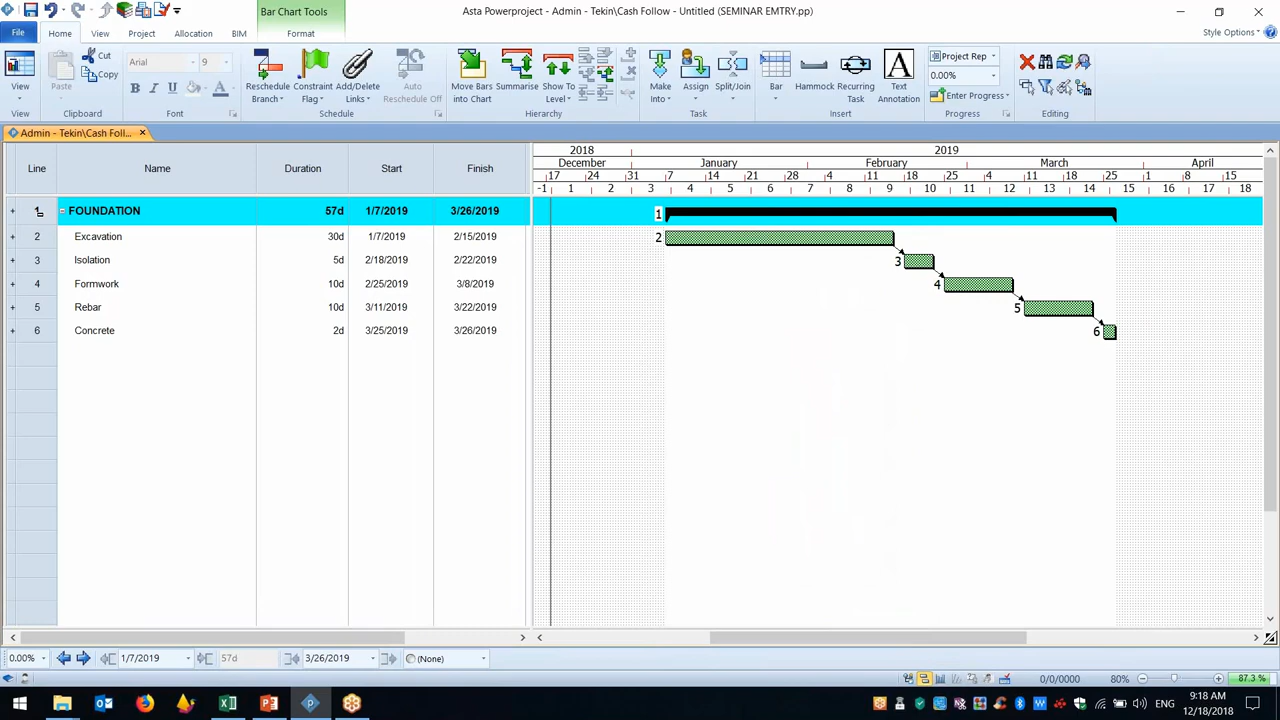 Bar Chart Tools
Asta Powerproject - Admin - Tekin\Cash Follow - Untitled (SEMINAR EMTRY.pp)
File Home View Project Allocation BIM Format Style Options
View
Paste
Cut
Copy
Arial 9
B I U A
Reschedule Branch
Constraint Flag
Add/Delete Links
Auto Reschedule Off
Move Bars into Chart
Summarise
Show To Level
Make Into
Assign
Split/Join
Bar
Hammock
Recurring Task
A
Text Annotation
Project Rep
0.00%
Enter Progress
View Clipboard Font Schedule Hierarchy Task Insert Progress Editing
Admin - Tekin\Cash Foll...
Line Name Duration Start Finish
2018 2019
December January February March April
17 24 31 7 14 21 28 4 11 18 25 4 11 18 25 1 8 15
-1 1 2 3 4 5 6 7 8 9 10 11 12 13 14 15 16 17 18
1 FOUNDATION 57d 1/7/2019 3/26/2019 1
2 Excavation 30d 1/7/2019 2/15/2019 2
3 Isolation 5d 2/18/2019 2/22/2019 3
4 Formwork 10d 2/25/2019 3/8/2019 4
5 Rebar 10d 3/11/2019 3/22/2019 5
6 Concrete 2d 3/25/2019 3/26/2019 6
0.00% 1/7/2019 57d 3/26/2019 (None)
0/0/0000 80% 87.3 %
ENG
9:18 AM
12/18/2018